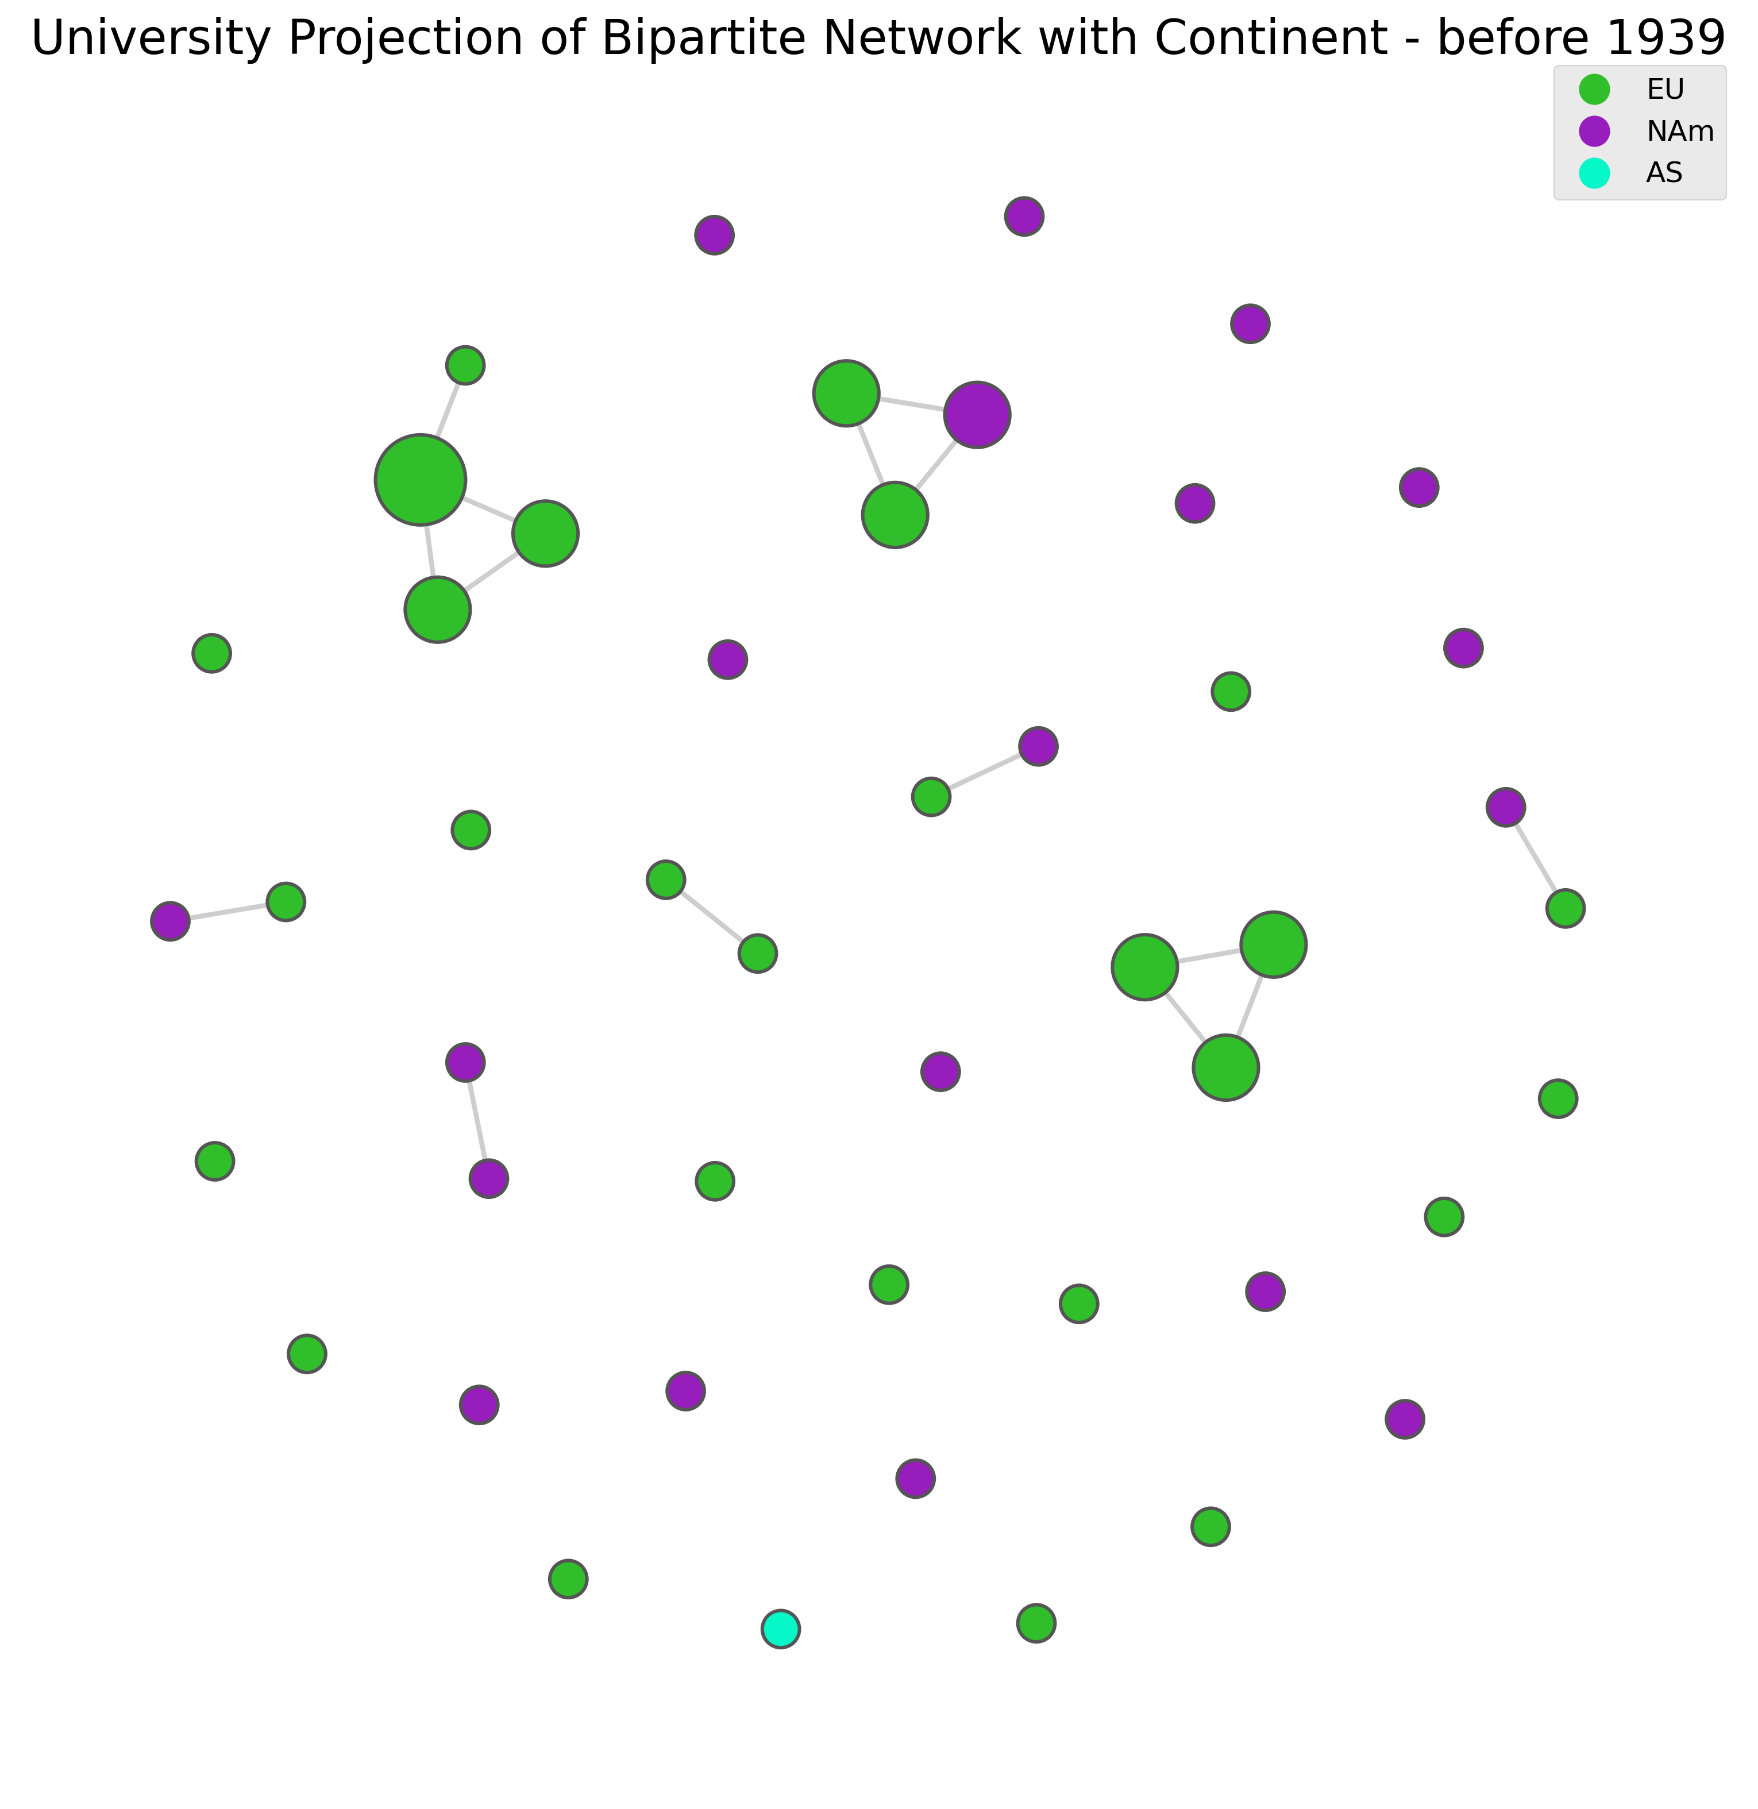 University Projection of Bipartite Network with Continent - before 1939
EU
NAm
AS